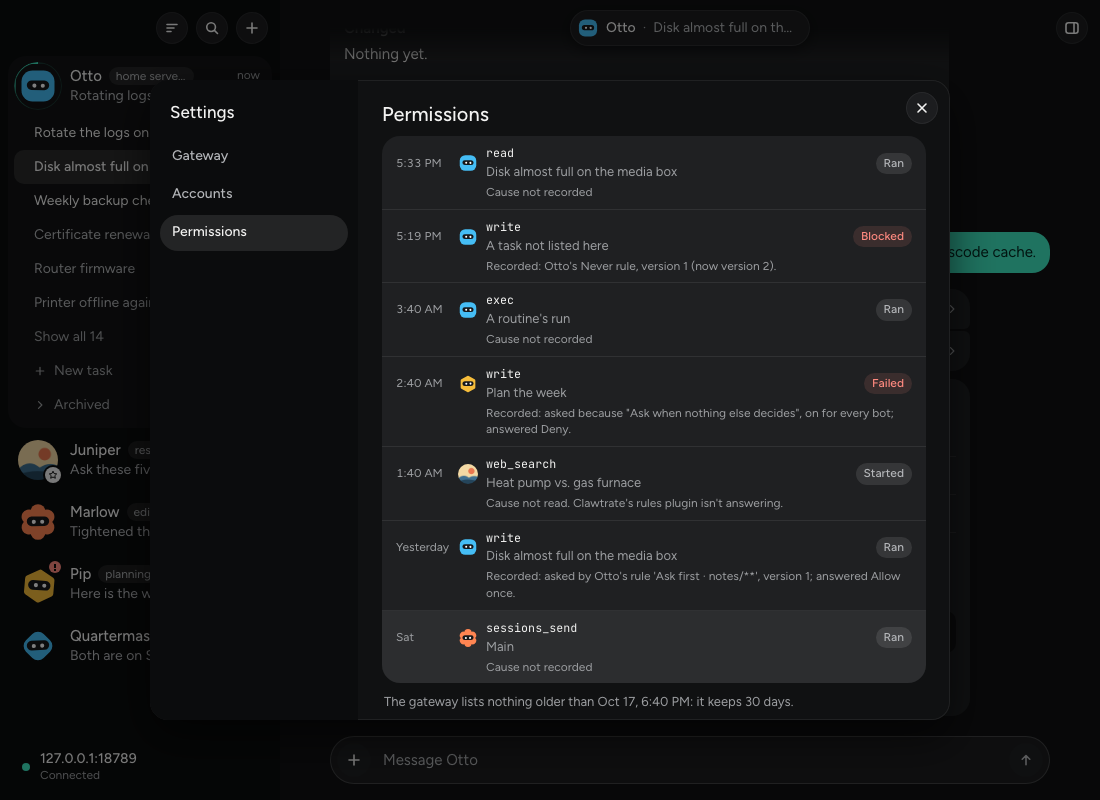 Otto · Disk almost full on th...
Nothing yet.
Otto home serve... now
Rotating logs
Rotate the logs on
Disk almost full on
Weekly backup che
Certificate renewa
Router firmware
Printer offline again
Show all 14
+ New task
Archived
Juniper res
Ask these fiv
Marlow edi
Tightened th
Pip planning
Here is the w
Quartermas
Both are on S
127.0.0.1:18789
Connected
Settings
Gateway
Accounts
Permissions
Permissions
5:33 PM read Ran
Disk almost full on the media box
Cause not recorded
5:19 PM write Blocked
A task not listed here
Recorded: Otto's Never rule, version 1 (now version 2).
3:40 AM exec Ran
A routine's run
Cause not recorded
2:40 AM write Failed
Plan the week
Recorded: asked because "Ask when nothing else decides", on for every bot;
answered Deny.
1:40 AM web_search Started
Heat pump vs. gas furnace
Cause not read. Clawtrate's rules plugin isn't answering.
Yesterday write Ran
Disk almost full on the media box
Recorded: asked by Otto's rule 'Ask first · notes/**', version 1; answered Allow
once.
Sat sessions_send Ran
Main
Cause not recorded
The gateway lists nothing older than Oct 17, 6:40 PM: it keeps 30 days.
scode cache.
Message Otto